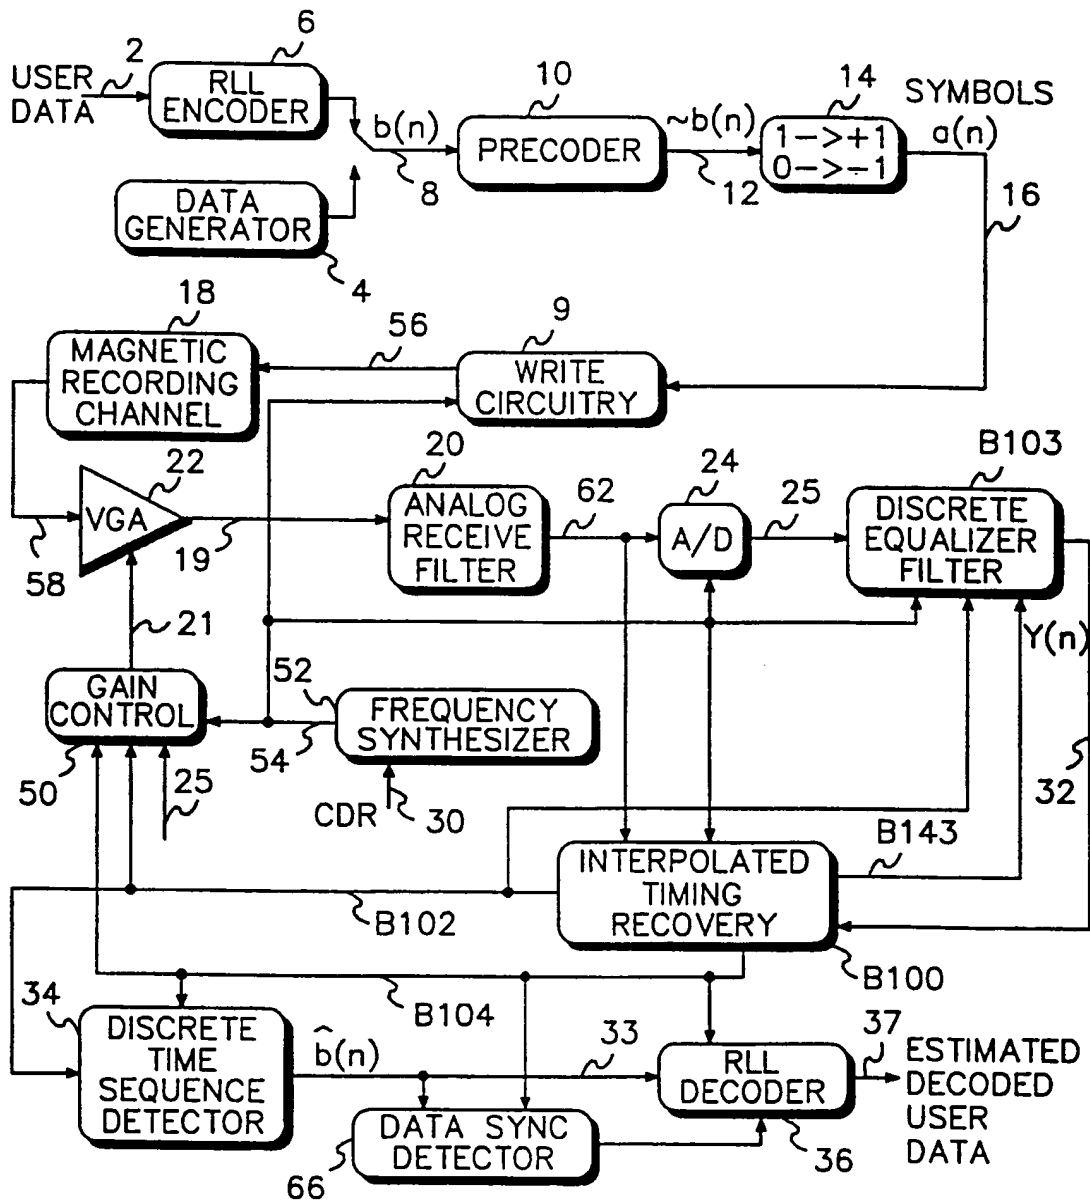 6
2
USER
DATA
RLL
ENCODER
b(n)
8
10
PRECODER
~b(n)
12
14
1->+1
0->-1
SYMBOLS
a(n)
16
DATA
GENERATOR
4
18
MAGNETIC
RECORDING
CHANNEL
56
9
WRITE
CIRCUITRY
22
VGA
58
19
20
ANALOG
RECEIVE
FILTER
62
24
A/D
25
B103
DISCRETE
EQUALIZER
FILTER
21
Y(n)
GAIN
CONTROL
50
25
52
FREQUENCY
SYNTHESIZER
54
CDR
30
32
B143
INTERPOLATED
TIMING
RECOVERY
B102
B100
B104
34
DISCRETE
TIME
SEQUENCE
DETECTOR
b̂(n)
33
RLL
DECODER
36
37
ESTIMATED
DECODED
USER
DATA
DATA SYNC
DETECTOR
66